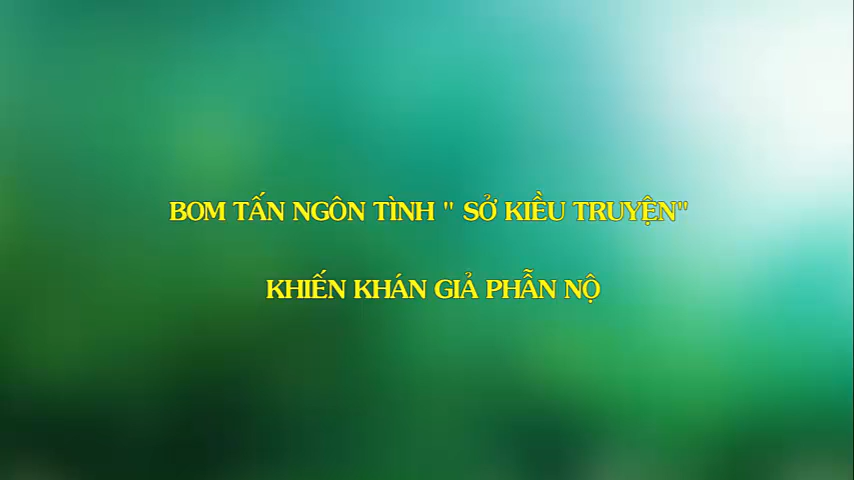 BOM TẤN NGÔN TÌNH " SỞ KIỀU TRUYỆN"
KHIẾN KHÁN GIẢ PHẪN NỘ